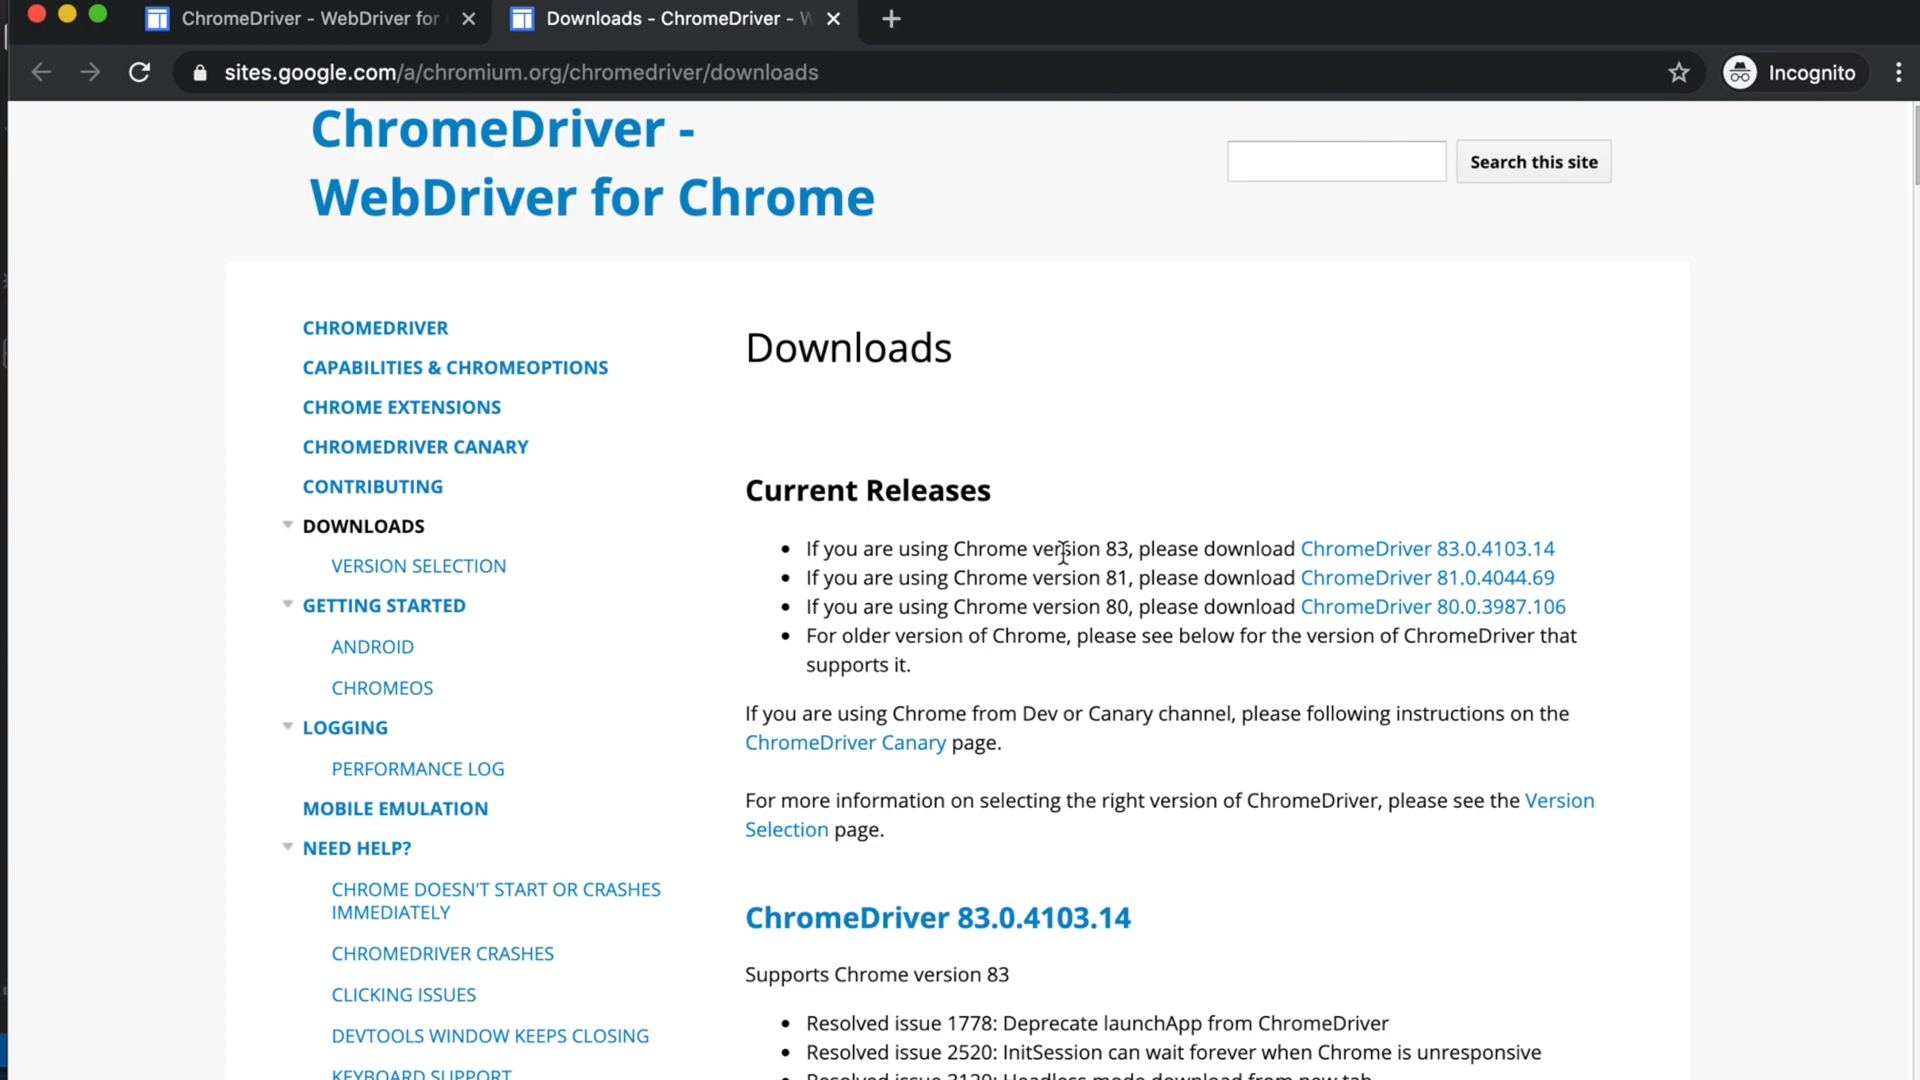 ChromeDriver - WebDriver for
Downloads - ChromeDriver - W
sites.google.com/a/chromium.org/chromedriver/downloads
Incognito
ChromeDriver -
WebDriver for Chrome
Search this site
CHROMEDRIVER
CAPABILITIES & CHROMEOPTIONS
CHROME EXTENSIONS
CHROMEDRIVER CANARY
CONTRIBUTING
DOWNLOADS
VERSION SELECTION
GETTING STARTED
ANDROID
CHROMEOS
LOGGING
PERFORMANCE LOG
MOBILE EMULATION
NEED HELP?
CHROME DOESN'T START OR CRASHES
IMMEDIATELY
CHROMEDRIVER CRASHES
CLICKING ISSUES
DEVTOOLS WINDOW KEEPS CLOSING
KEYBOARD SUPPORT
Downloads
Current Releases
If you are using Chrome version 83, please download ChromeDriver 83.0.4103.14
If you are using Chrome version 81, please download ChromeDriver 81.0.4044.69
If you are using Chrome version 80, please download ChromeDriver 80.0.3987.106
For older version of Chrome, please see below for the version of ChromeDriver that
supports it.
If you are using Chrome from Dev or Canary channel, please following instructions on the
ChromeDriver Canary page.
For more information on selecting the right version of ChromeDriver, please see the Version
Selection page.
ChromeDriver 83.0.4103.14
Supports Chrome version 83
Resolved issue 1778: Deprecate launchApp from ChromeDriver
Resolved issue 2520: InitSession can wait forever when Chrome is unresponsive
Resolved issue 3120: Headless mode download from new tab